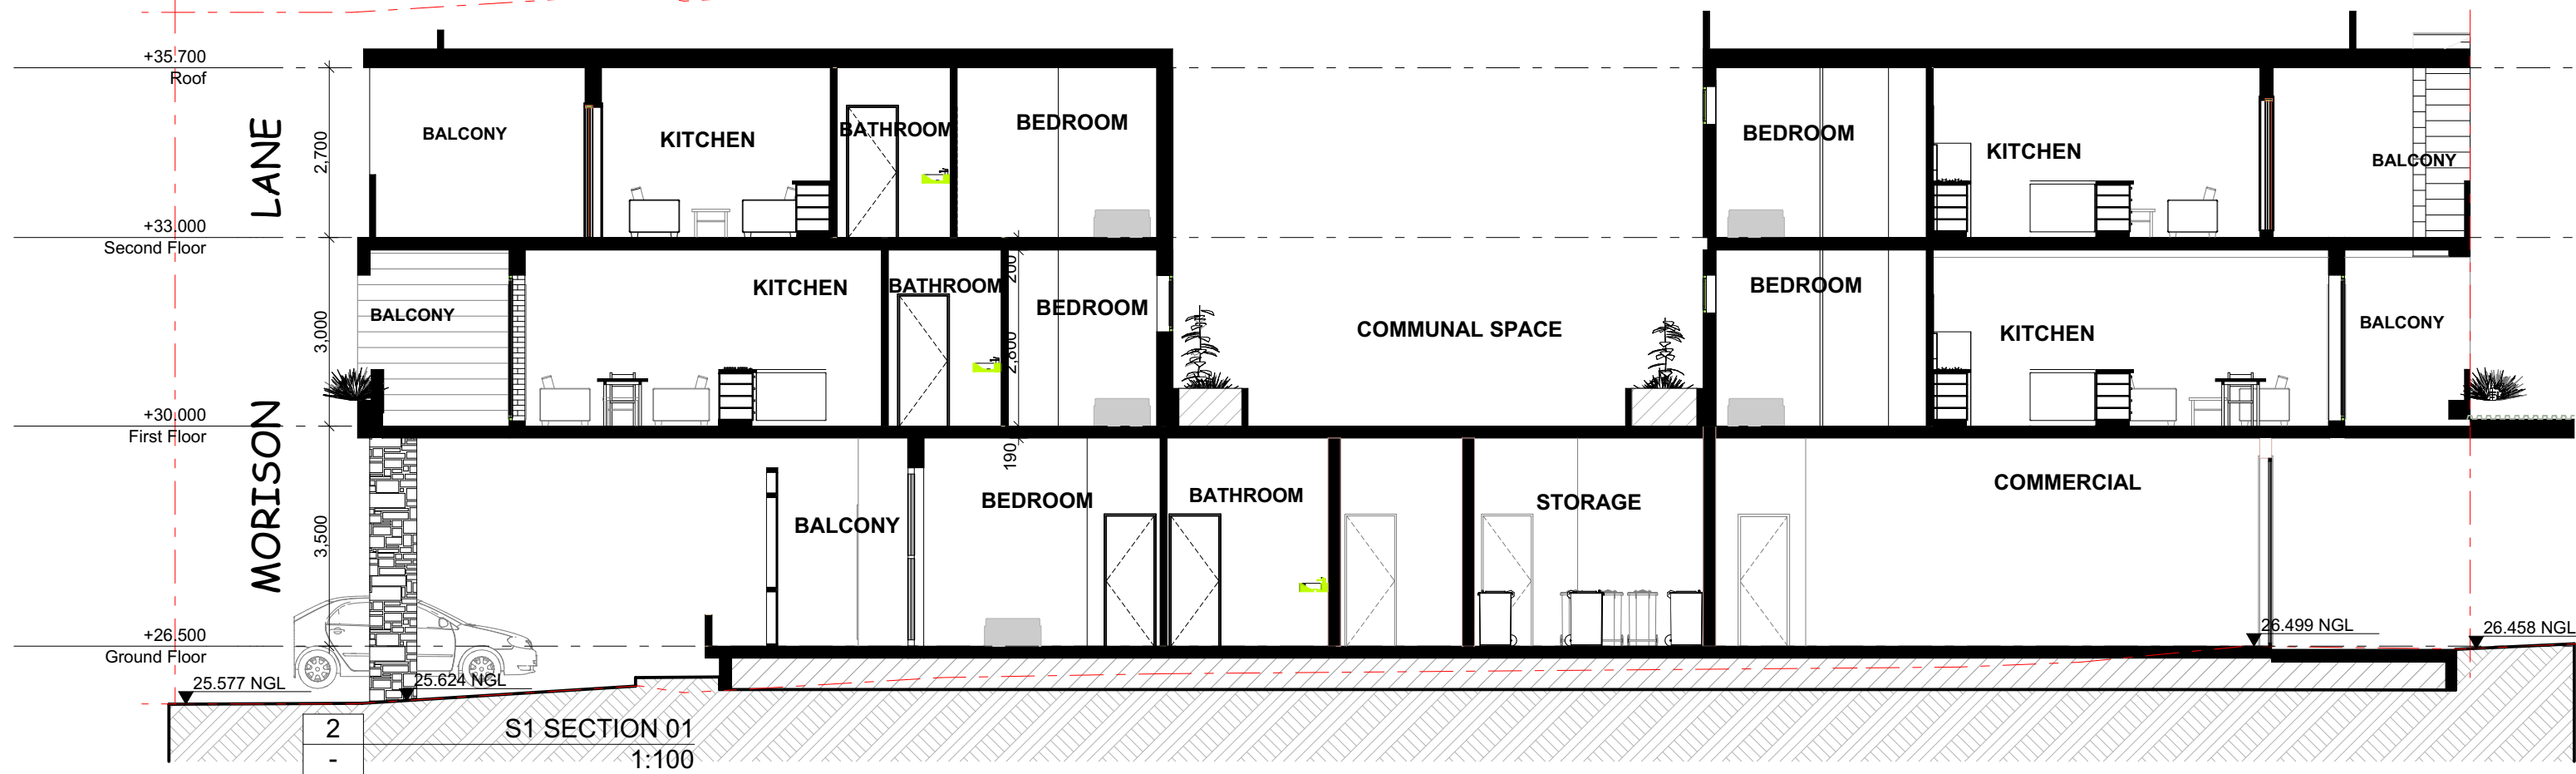 +35.700
Roof
BALCONY
KITCHEN
BATHROOM
BEDROOM
BEDROOM
KITCHEN
BALCONY
LANE
2,700
+33.000
Second Floor
KITCHEN
BATHROOM
200
BEDROOM
BALCONY
3,000
2,800
COMMUNAL SPACE
BEDROOM
KITCHEN
BALCONY
+30.000
First Floor
MORISON
190
3,500
BALCONY
BEDROOM
BATHROOM
STORAGE
COMMERCIAL
+26.500
Ground Floor
26.499 NGL
26.458 NGL
25.577 NGL
25.624 NGL
2
S1 SECTION 01
-
1:100